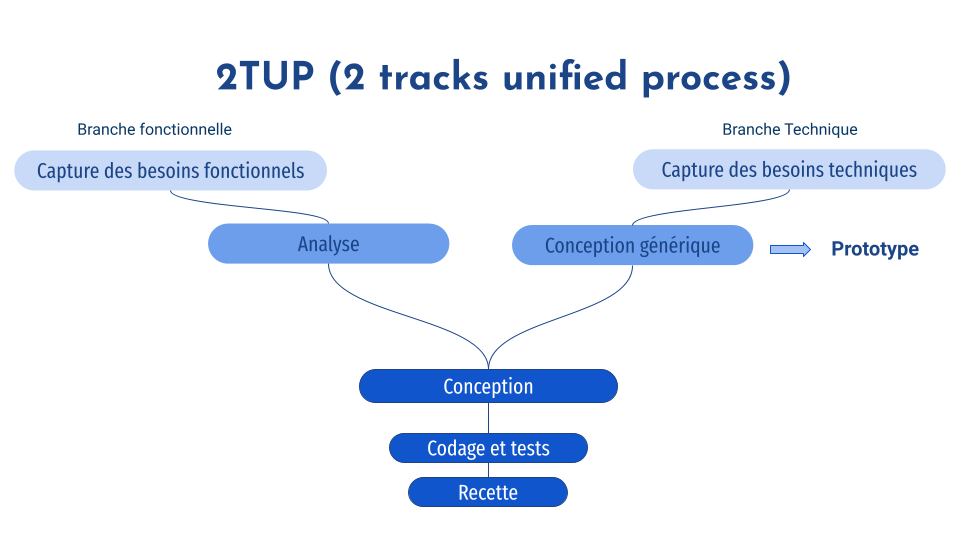 2TUP (2 tracks unified process)
Branche fonctionnelle
Branche Technique
Capture des besoins fonctionnels
Capture des besoins techniques
Analyse
Conception générique
Prototype
Conception
Codage et tests
Recette